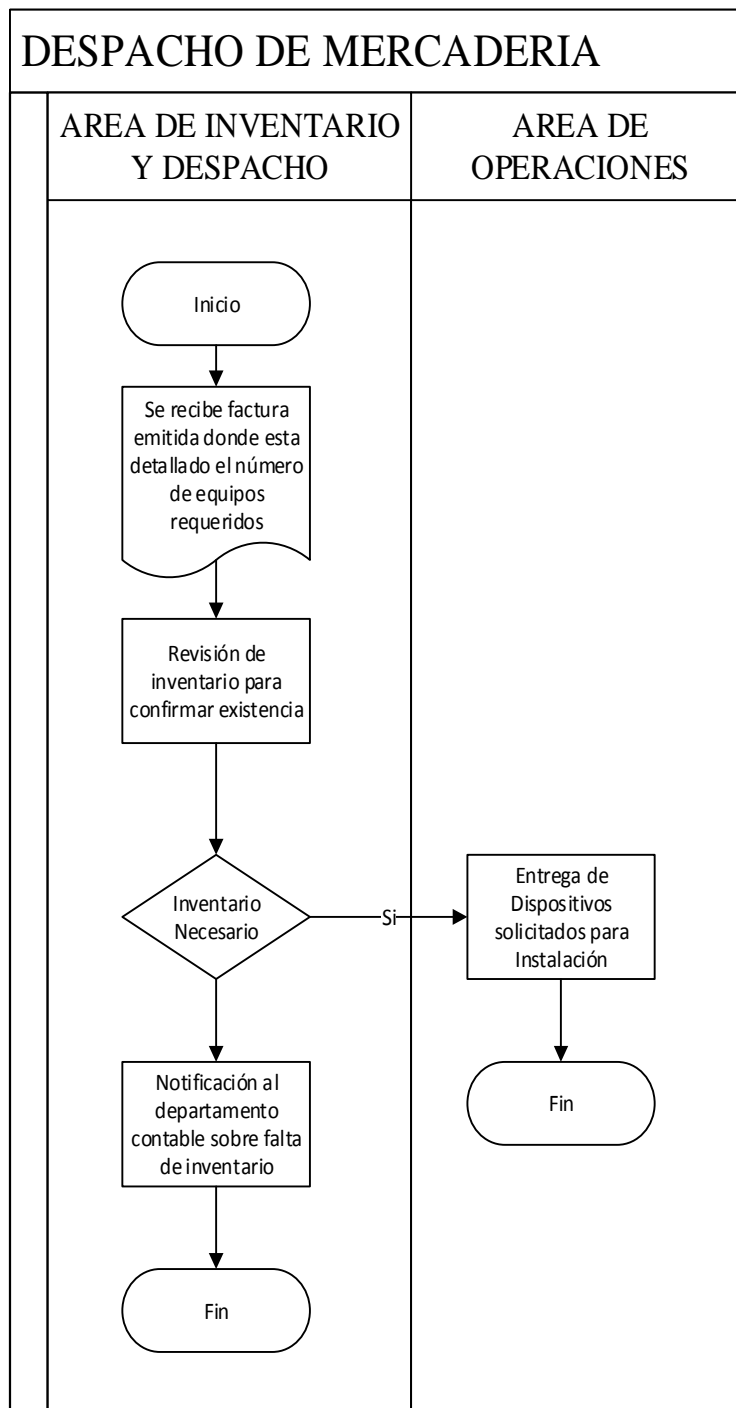 DESPACHO DE MERCADERIA
AREA DE INVENTARIO
Y DESPACHO
AREA DE
OPERACIONES
Inicio
Se recibe factura
emitida donde esta
detallado el número
de equipos
requeridos
Revisión de
inventario para
confirmar existencia
Inventario
Necesario
Si
Entrega de
Dispositivos
solicitados para
Instalación
Notificación al
departamento
contable sobre falta
de inventario
Fin
Fin